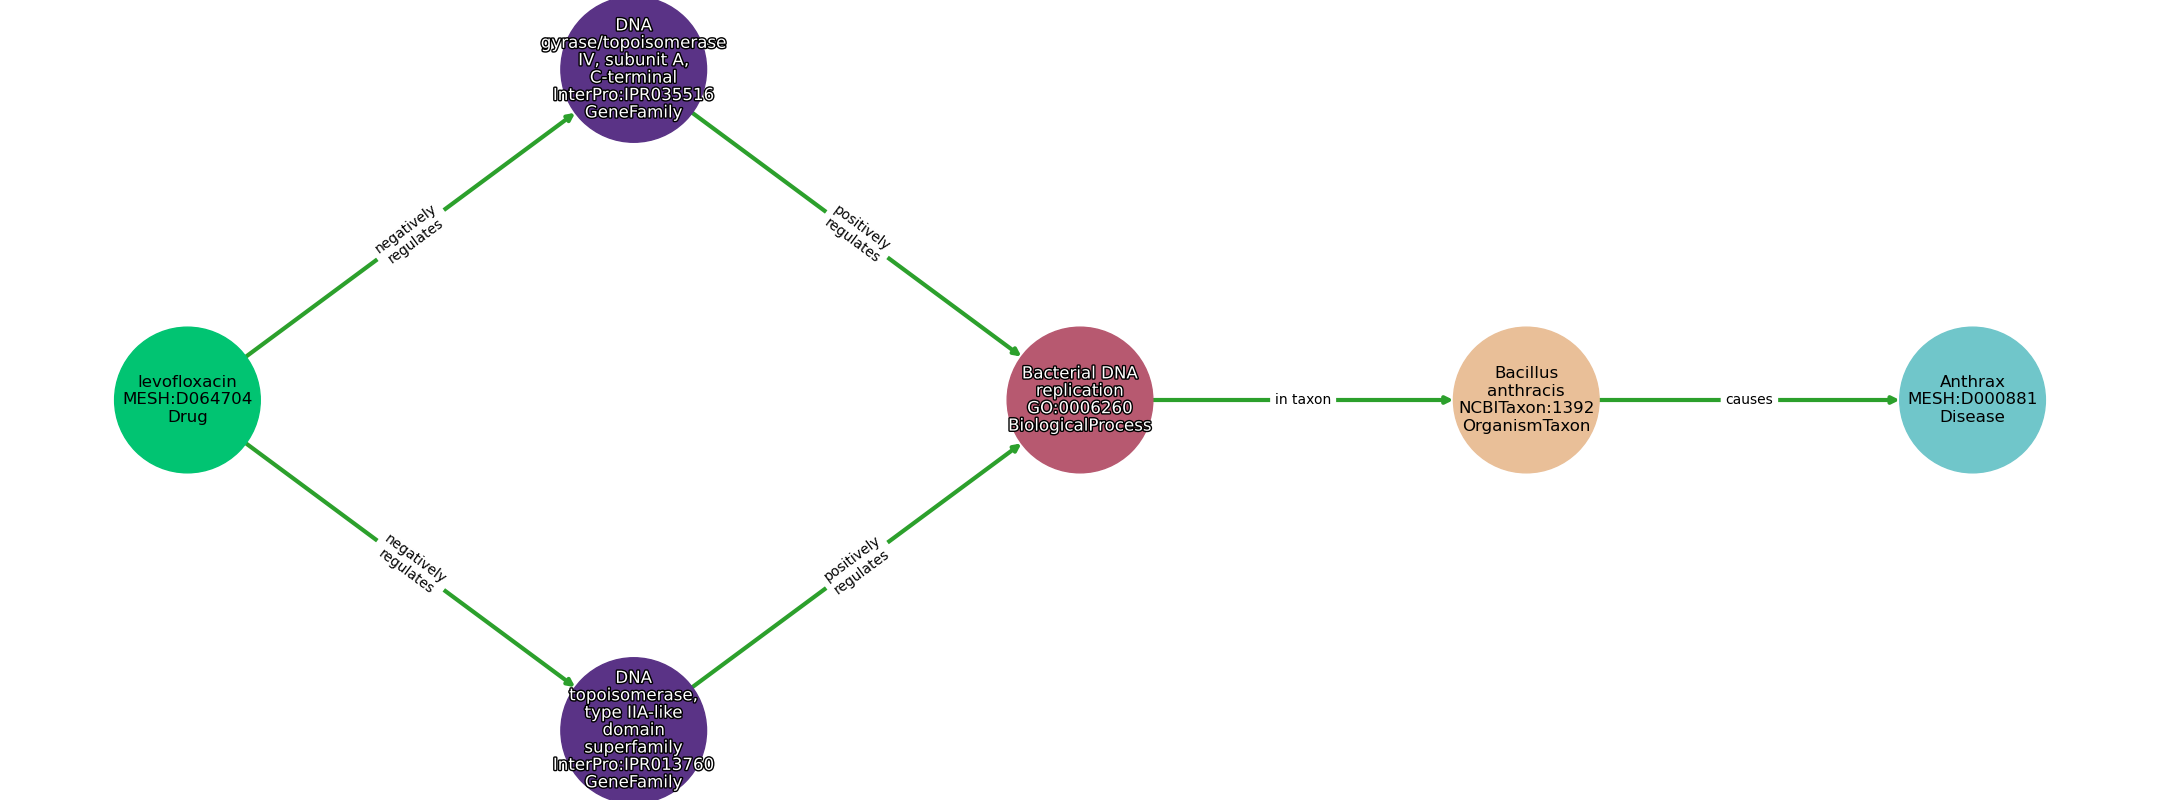 DNA
gyrase/topoisomerase
IV, subunit A,
C-terminal
InterPro:IPR035516
GeneFamily
negatively
regulates
positively
regulates
levofloxacin
MESH:D064704
Drug
Bacterial DNA
replication
GO:0006260
BiologicalProcess
in taxon
Bacillus
anthracis
NCBITaxon:1392
OrganismTaxon
causes
Anthrax
MESH:D000881
Disease
negatively
regulates
positively
regulates
DNA
topoisomerase,
type IIA-like
domain
superfamily
InterPro:IPR013760
GeneFamily